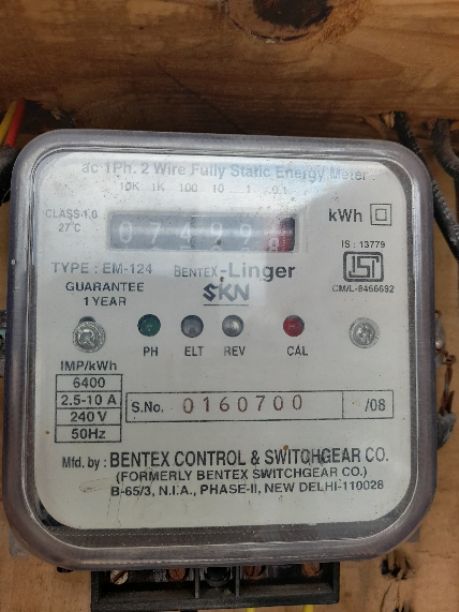 ac 1Ph. 2 Wire Fully Static Energy Meter
10K 1K 100 10 1 /0.1
CLASS-1.0
27°C
07499
kWh
IS : 13779
TYPE : EM-124
BENTEX-Linger
GUARANTEE
1 YEAR
SKN
CM/L-8466692
PH ELT REV CAL
IMP/kWh
6400
2.5-10 A
240 V
50Hz
S.No. 0160700 /08
Mfd. by : BENTEX CONTROL & SWITCHGEAR CO.
(FORMERLY BENTEX SWITCHGEAR CO.)
B-65/3, N.I.A., PHASE-II, NEW DELHI-110028